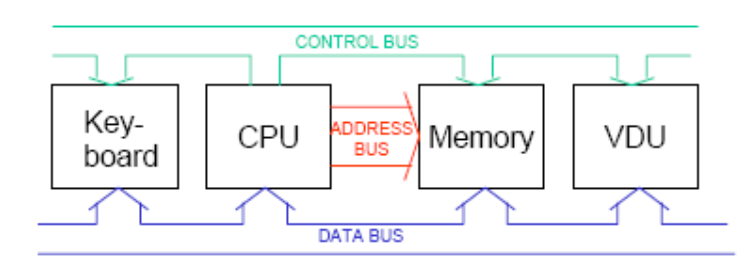 CONTROL BUS
Key-
board
CPU
ADDRESS
BUS
Memory
VDU
DATA BUS